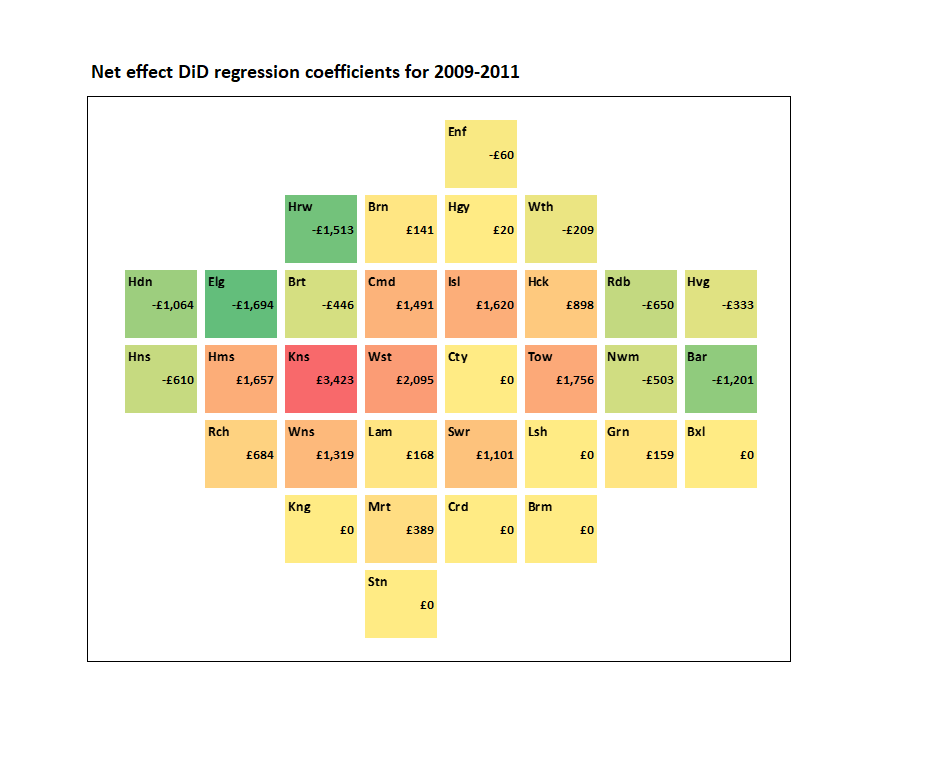 Net effect DiD regression coefficients for 2009-2011
Enf
-£60
Hrw Brn Hgy Wth
-£1,513 £141 £20 -£209
Hdn Elg Brt Cmd Isl Hck Rdb Hvg
-£1,064 -£1,694 -£446 £1,491 £1,620 £898 -£650 -£333
Hns Hms Kns Wst Cty Tow Nwm Bar
-£610 £1,657 £3,423 £2,095 £0 £1,756 -£503 -£1,201
Rch Wns Lam Swr Lsh Grn Bxl
£684 £1,319 £168 £1,101 £0 £159 £0
Kng Mrt Crd Brm
£0 £389 £0 £0
Stn
£0